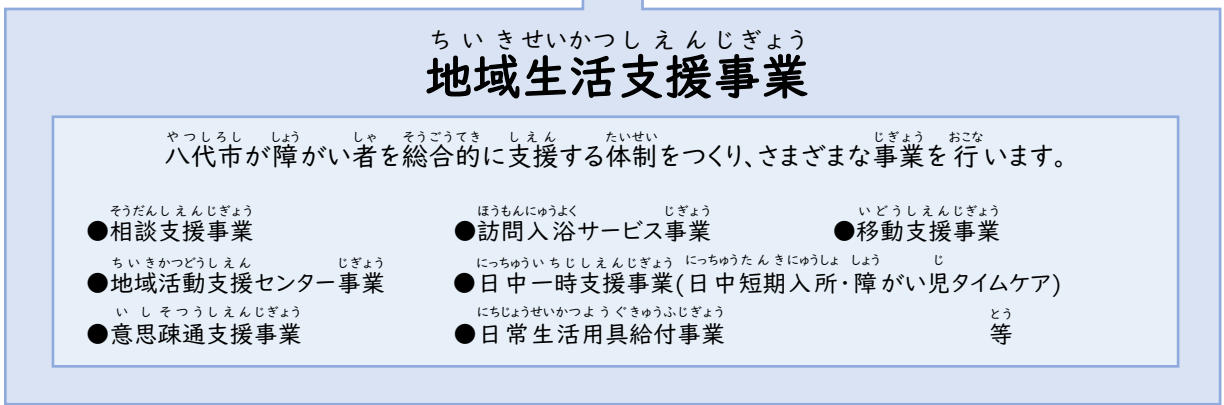 ちいきせいかつしえんじぎょう
地域生活支援事業
やつしろし しょう しゃ そうごうてき しえん たいせい じぎょう おこな
八代市が障がい者を総合的に支援する体制をつくり、さまざまな事業を行います。
そうだんしえんじぎょう ほうもんにゅうよく じぎょう いどうしえんじぎょう
●相談支援事業 ●訪問入浴サービス事業 ●移動支援事業
ちいきかつどうしえん じぎょう にっちゅういちじしえんじぎょう にっちゅうたんきにゅうしょ しょう じ
●地域活動支援センター事業 ●日中一時支援事業(日中短期入所・障がい児タイムケア)
いしそつうしえんじぎょう にちじょうせいかつようぐきゅうふじぎょう とう
●意思疎通支援事業 ●日常生活用具給付事業 等